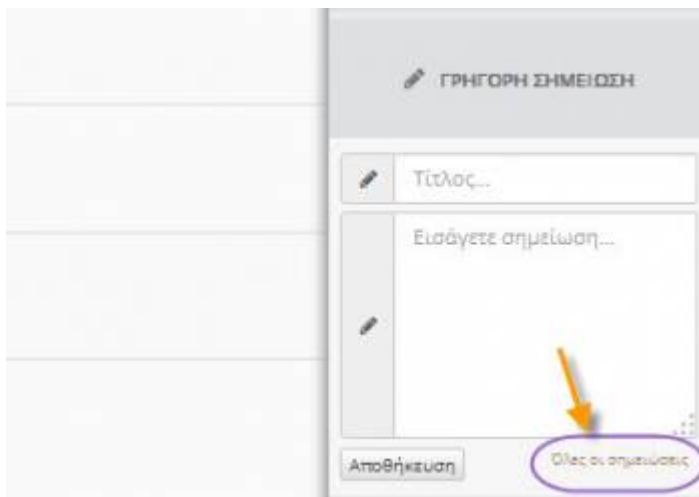 ΓΡΗΓΟΡΗ ΣΗΜΕΙΩΣΗ
Τίτλος...
Εισάγετε σημείωση...
Αποθήκευση
Όλες οι σημειώσεις